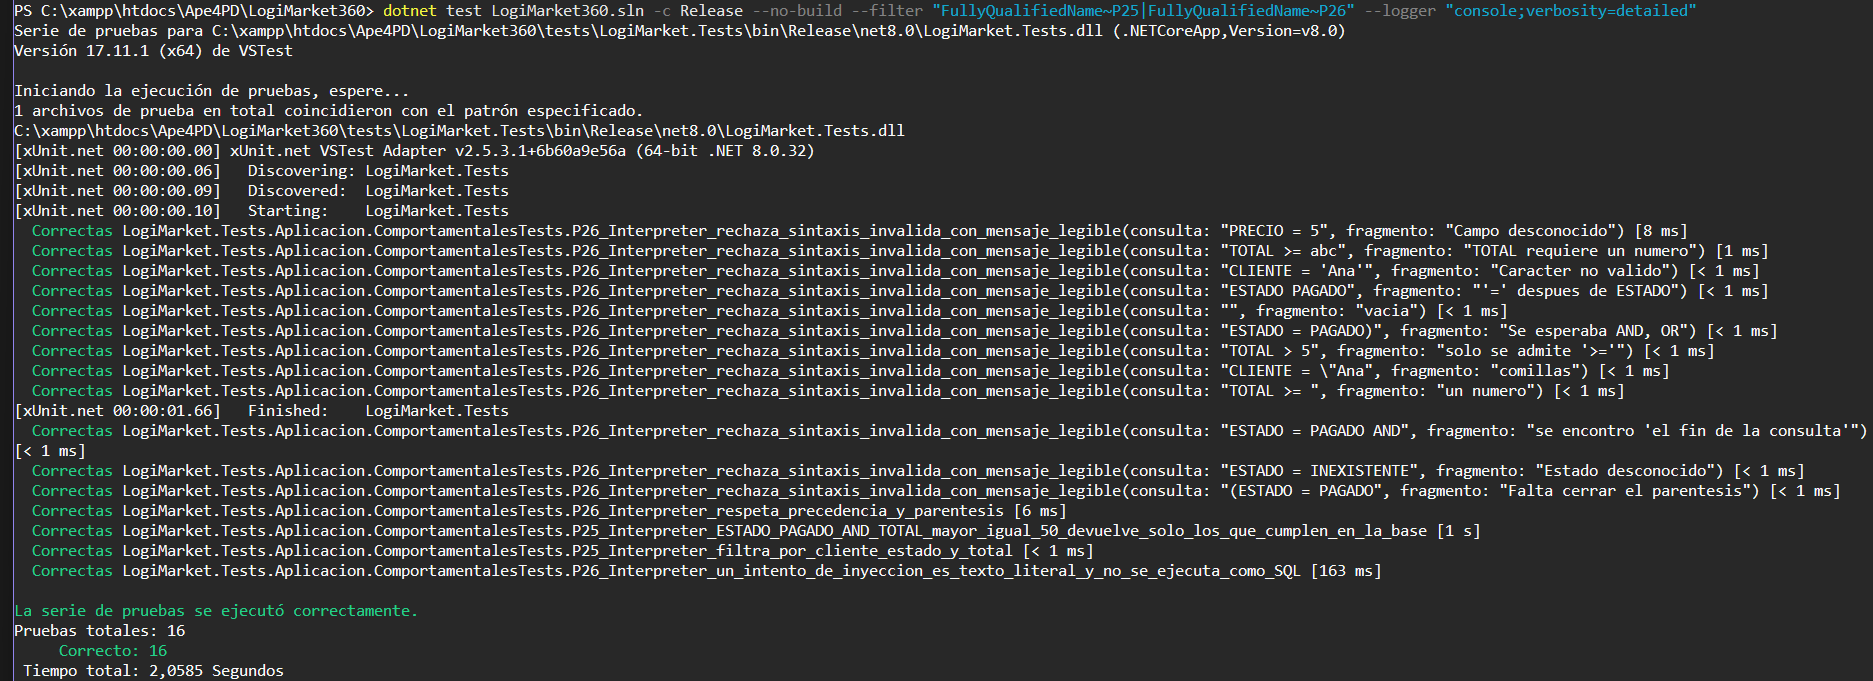 PS C:\xampp\htdocs\Ape4PD\LogiMarket360> dotnet test LogiMarket360.sln -c Release --no-build --filter "FullyQualifiedName~P25|FullyQualifiedName~P26" --logger "console;verbosity=detailed"
Serie de pruebas para C:\xampp\htdocs\Ape4PD\LogiMarket360\tests\LogiMarket.Tests\bin\Release\net8.0\LogiMarket.Tests.dll (.NETCoreApp,Version=v8.0)
Versión 17.11.1 (x64) de VSTest
Iniciando la ejecución de pruebas, espere...
1 archivos de prueba en total coincidieron con el patrón especificado.
C:\xampp\htdocs\Ape4PD\LogiMarket360\tests\LogiMarket.Tests\bin\Release\net8.0\LogiMarket.Tests.dll
[xUnit.net 00:00:00.00] xUnit.net VSTest Adapter v2.5.3.1+6b60a9e56a (64-bit .NET 8.0.32)
[xUnit.net 00:00:00.06]   Discovering: LogiMarket.Tests
[xUnit.net 00:00:00.09]   Discovered:  LogiMarket.Tests
[xUnit.net 00:00:00.10]   Starting:    LogiMarket.Tests
  Correctas LogiMarket.Tests.Aplicacion.ComportamentalesTests.P26_Interpreter_rechaza_sintaxis_invalida_con_mensaje_legible(consulta: "PRECIO = 5", fragmento: "Campo desconocido") [8 ms]
  Correctas LogiMarket.Tests.Aplicacion.ComportamentalesTests.P26_Interpreter_rechaza_sintaxis_invalida_con_mensaje_legible(consulta: "TOTAL >= abc", fragmento: "TOTAL requiere un numero") [1 ms]
  Correctas LogiMarket.Tests.Aplicacion.ComportamentalesTests.P26_Interpreter_rechaza_sintaxis_invalida_con_mensaje_legible(consulta: "CLIENTE = 'Ana'", fragmento: "Caracter no valido") [< 1 ms]
  Correctas LogiMarket.Tests.Aplicacion.ComportamentalesTests.P26_Interpreter_rechaza_sintaxis_invalida_con_mensaje_legible(consulta: "ESTADO PAGADO", fragmento: "'=' despues de ESTADO") [< 1 ms]
  Correctas LogiMarket.Tests.Aplicacion.ComportamentalesTests.P26_Interpreter_rechaza_sintaxis_invalida_con_mensaje_legible(consulta: "", fragmento: "vacia") [< 1 ms]
  Correctas LogiMarket.Tests.Aplicacion.ComportamentalesTests.P26_Interpreter_rechaza_sintaxis_invalida_con_mensaje_legible(consulta: "ESTADO = PAGADO)", fragmento: "Se esperaba AND, OR") [< 1 ms]
  Correctas LogiMarket.Tests.Aplicacion.ComportamentalesTests.P26_Interpreter_rechaza_sintaxis_invalida_con_mensaje_legible(consulta: "TOTAL > 5", fragmento: "solo se admite '>='") [< 1 ms]
  Correctas LogiMarket.Tests.Aplicacion.ComportamentalesTests.P26_Interpreter_rechaza_sintaxis_invalida_con_mensaje_legible(consulta: "CLIENTE = \"Ana", fragmento: "comillas") [< 1 ms]
  Correctas LogiMarket.Tests.Aplicacion.ComportamentalesTests.P26_Interpreter_rechaza_sintaxis_invalida_con_mensaje_legible(consulta: "TOTAL >= ", fragmento: "un numero") [< 1 ms]
[xUnit.net 00:00:01.66]   Finished:    LogiMarket.Tests
  Correctas LogiMarket.Tests.Aplicacion.ComportamentalesTests.P26_Interpreter_rechaza_sintaxis_invalida_con_mensaje_legible(consulta: "ESTADO = PAGADO AND", fragmento: "se encontro 'el fin de la consulta'")
[< 1 ms]
  Correctas LogiMarket.Tests.Aplicacion.ComportamentalesTests.P26_Interpreter_rechaza_sintaxis_invalida_con_mensaje_legible(consulta: "ESTADO = INEXISTENTE", fragmento: "Estado desconocido") [< 1 ms]
  Correctas LogiMarket.Tests.Aplicacion.ComportamentalesTests.P26_Interpreter_rechaza_sintaxis_invalida_con_mensaje_legible(consulta: "(ESTADO = PAGADO", fragmento: "Falta cerrar el parentesis") [< 1 ms]
  Correctas LogiMarket.Tests.Aplicacion.ComportamentalesTests.P26_Interpreter_respeta_precedencia_y_parentesis [6 ms]
  Correctas LogiMarket.Tests.Aplicacion.ComportamentalesTests.P25_Interpreter_ESTADO_PAGADO_AND_TOTAL_mayor_igual_50_devuelve_solo_los_que_cumplen_en_la_base [1 s]
  Correctas LogiMarket.Tests.Aplicacion.ComportamentalesTests.P25_Interpreter_filtra_por_cliente_estado_y_total [< 1 ms]
  Correctas LogiMarket.Tests.Aplicacion.ComportamentalesTests.P26_Interpreter_un_intento_de_inyeccion_es_texto_literal_y_no_se_ejecuta_como_SQL [163 ms]
La serie de pruebas se ejecutó correctamente.
Pruebas totales: 16
     Correcto: 16
 Tiempo total: 2,0585 Segundos